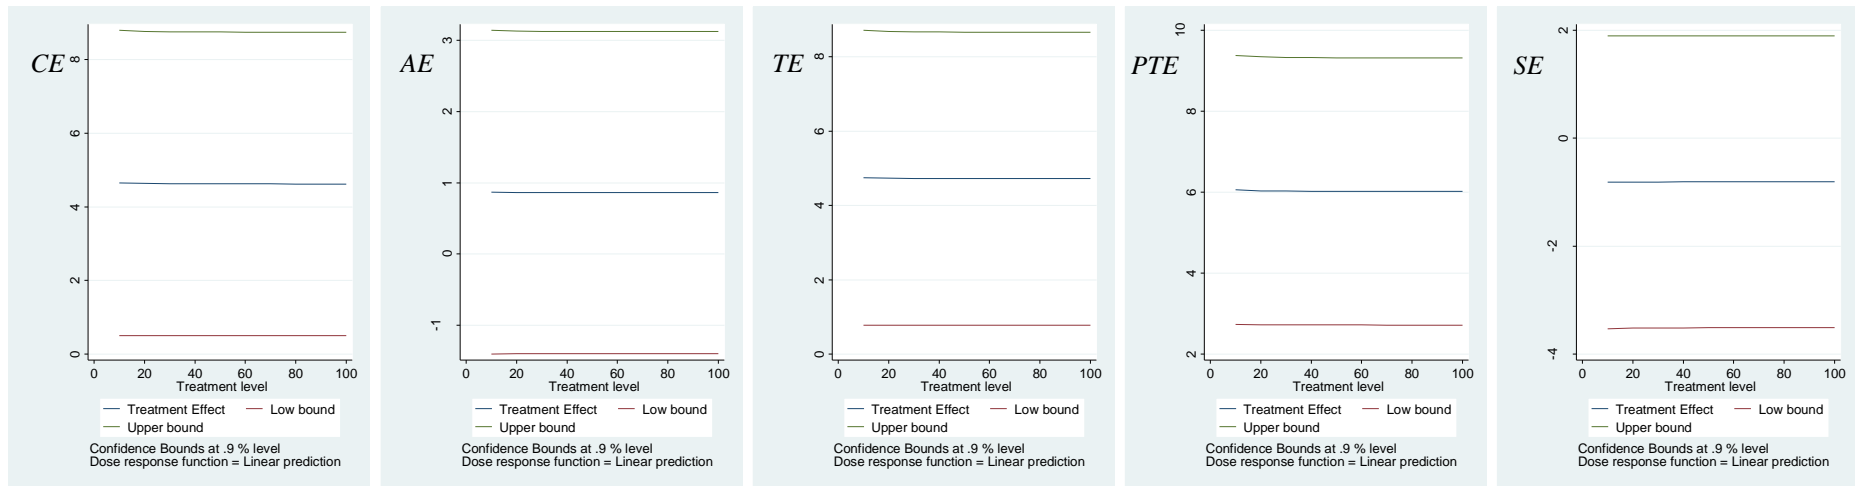 CE
8
6
4
2
0
0 20 40 60 80 100
Treatment level
Treatment Effect Low bound
Upper bound
Confidence Bounds at .9 % level
Dose response function = Linear prediction
AE
3
2
1
0
-1
0 20 40 60 80 100
Treatment level
Treatment Effect Low bound
Upper bound
Confidence Bounds at .9 % level
Dose response function = Linear prediction
TE
8
6
4
2
0
0 20 40 60 80 100
Treatment level
Treatment Effect Low bound
Upper bound
Confidence Bounds at .9 % level
Dose response function = Linear prediction
PTE
10
8
6
4
2
0 20 40 60 80 100
Treatment level
Treatment Effect Low bound
Upper bound
Confidence Bounds at .9 % level
Dose response function = Linear prediction
SE
2
0
-2
-4
0 20 40 60 80 100
Treatment level
Treatment Effect Low bound
Upper bound
Confidence Bounds at .9 % level
Dose response function = Linear prediction